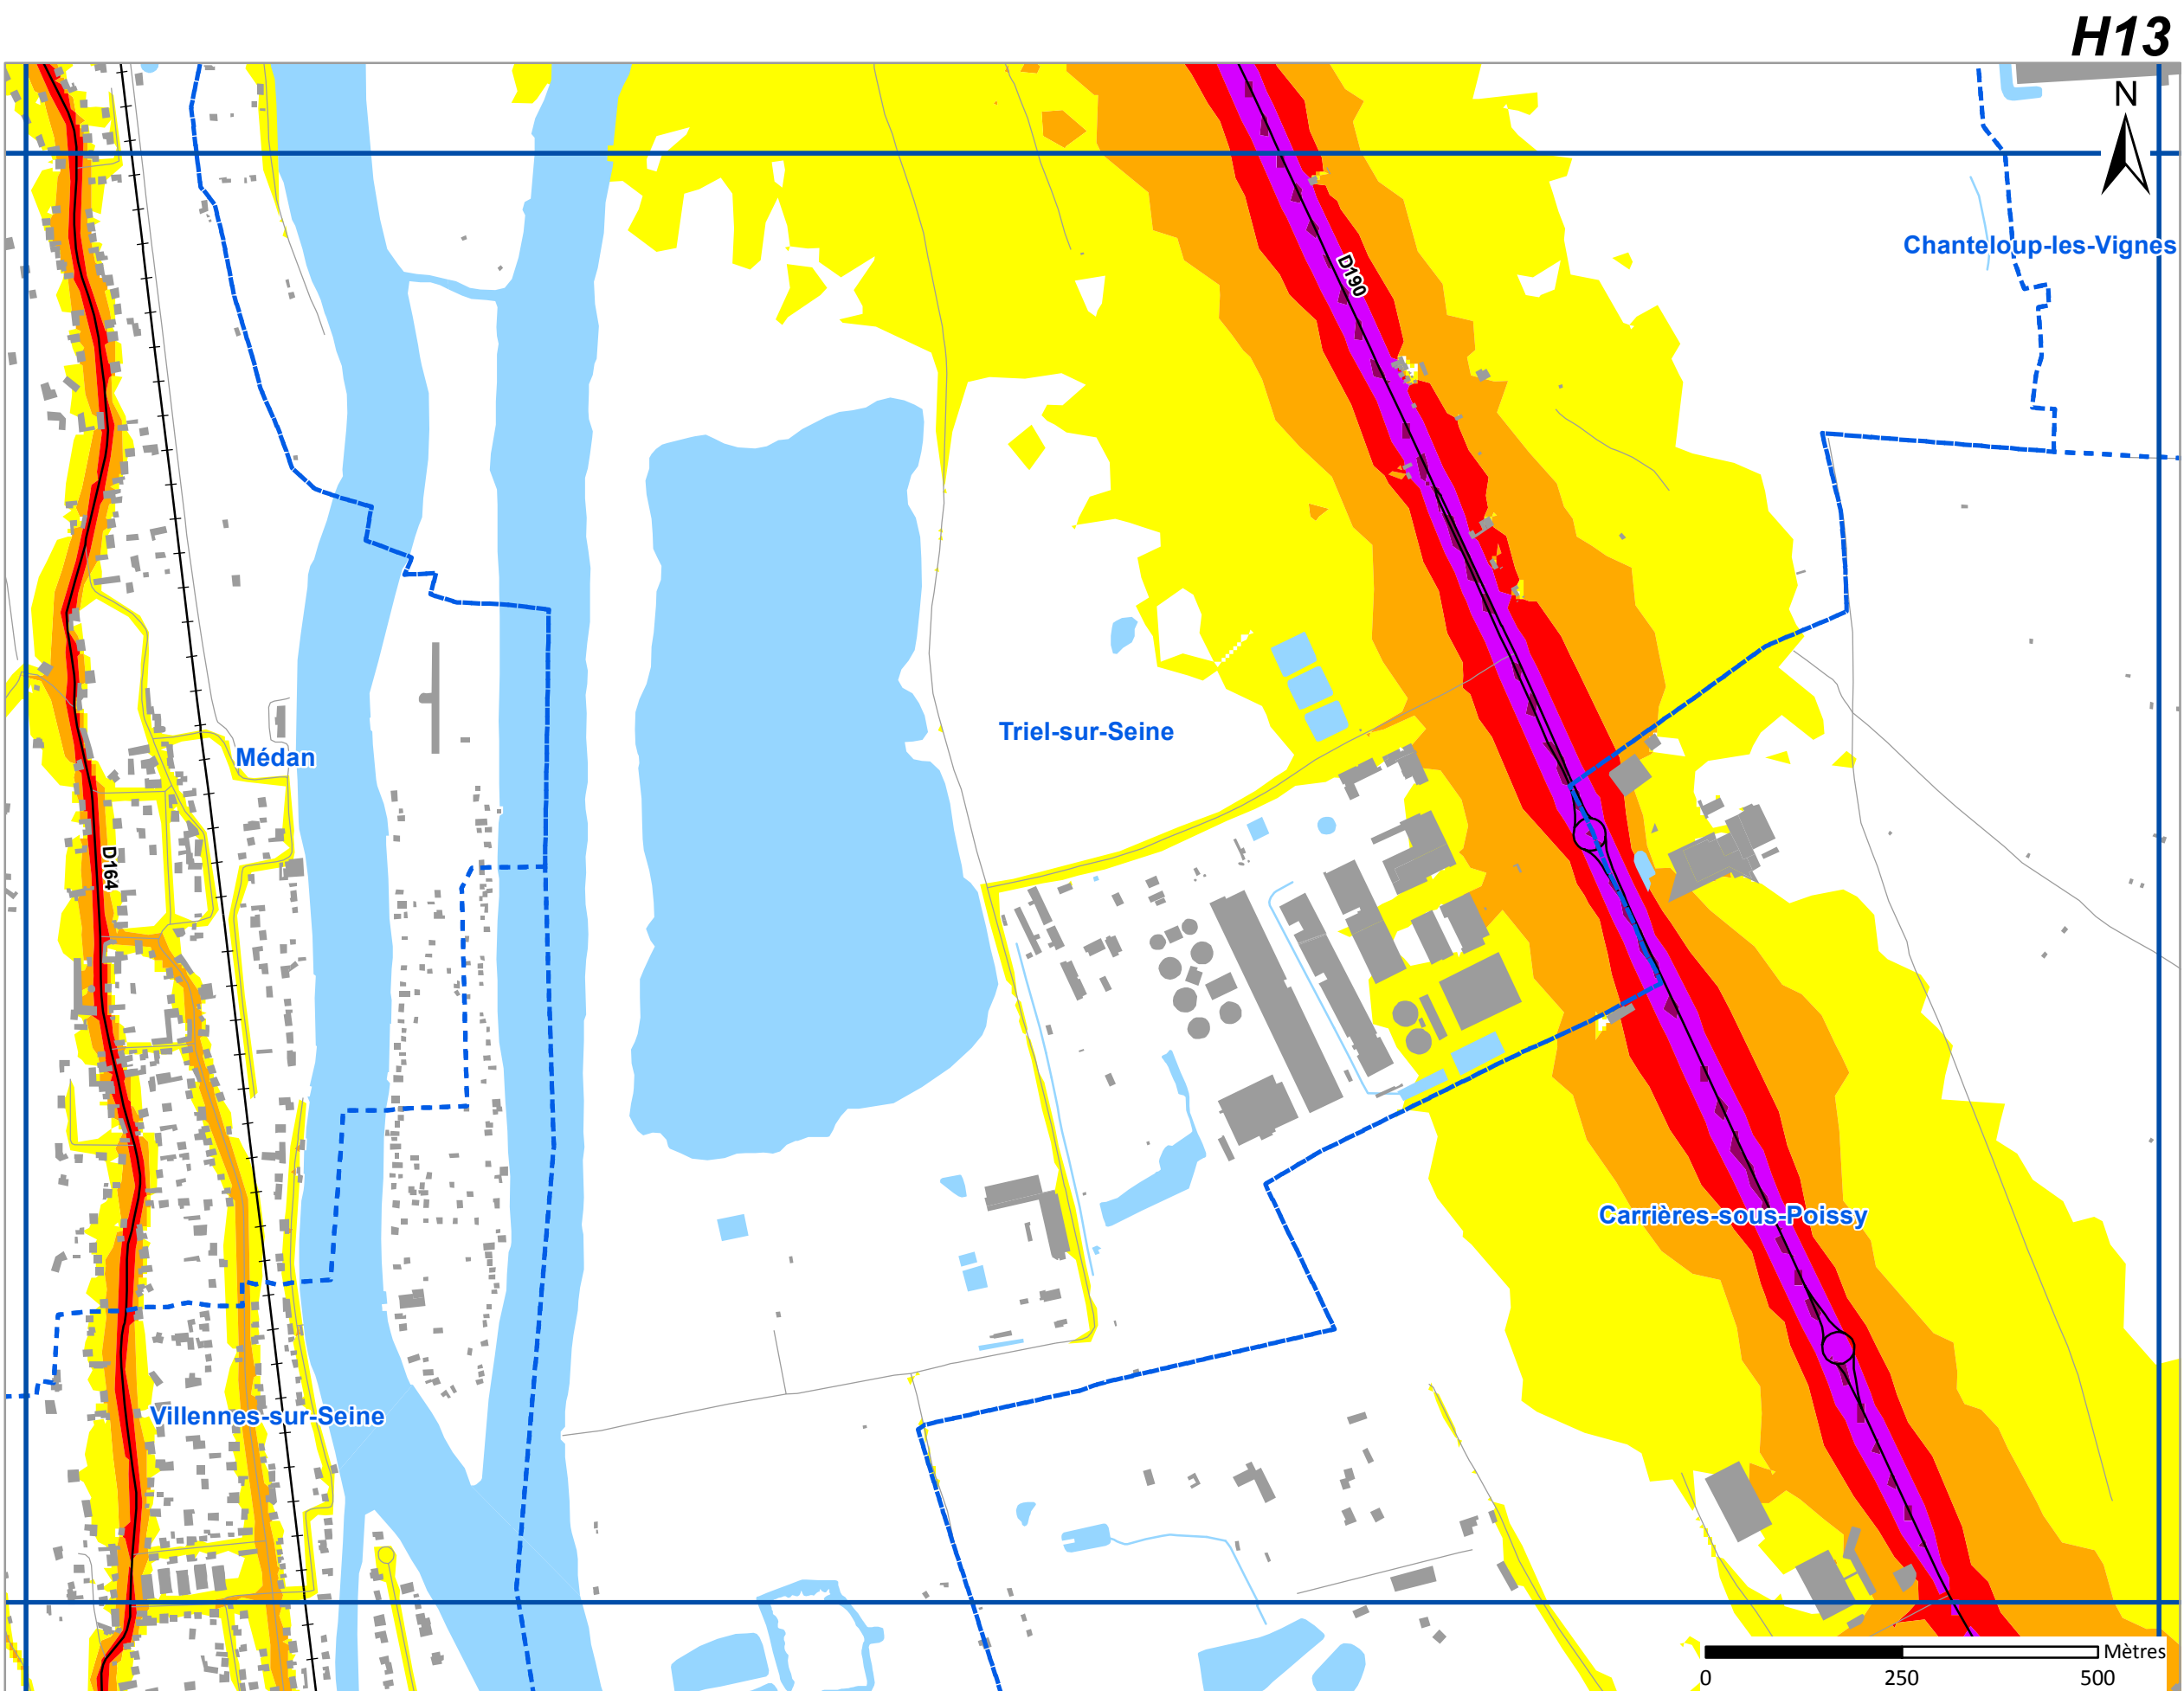 H13
N
Chanteloup-les-Vignes
D190
Triel-sur-Seine
Médan
D164
Carrières-sous-Poissy
Villennes-sur-Seine
Mètres
0 250 500